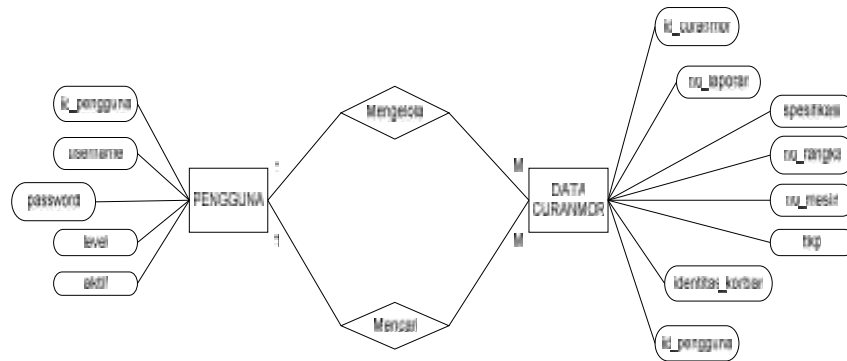 id_curanmor
no_laporan
id_pengguna
Mengelola
spesifikasi
username
no_rangka
1
M
PENGGUNA
DATA
CURANMOR
password
no_mesin
level
1
M
tkp
aktif
identitas_korban
Mencari
id_pengguna